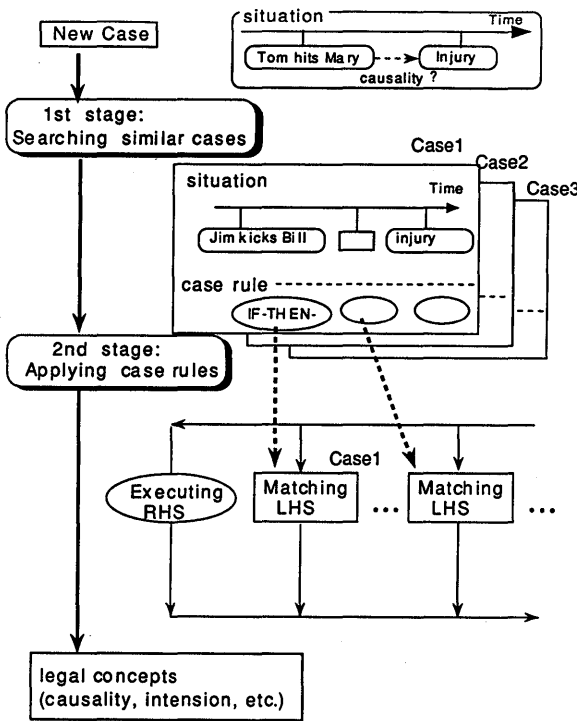 New Case
situation
Time
Tom hits Mary
Injury
causality ?
1st stage:
Searching similar cases
Case1
Case2
Case3
situation
Time
Jim kicks Bill
injury
case rule
IF-THEN-
2nd stage:
Applying case rules
Case1
Executing
RHS
Matching
LHS
...
Matching
LHS
...
legal concepts
(causality, intension, etc.)